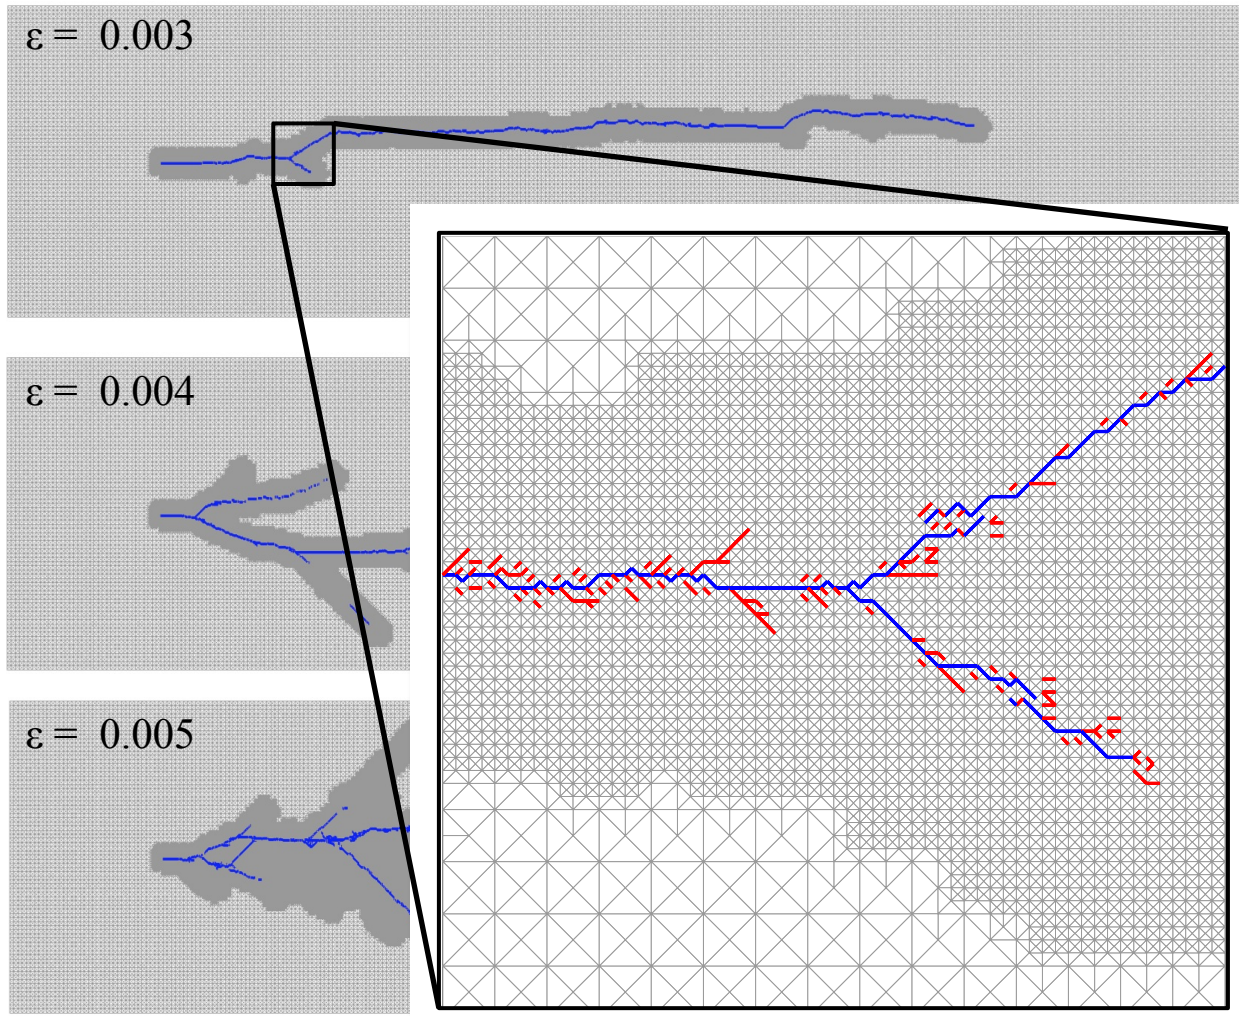 ε = 0.003
ε = 0.004
ε = 0.005